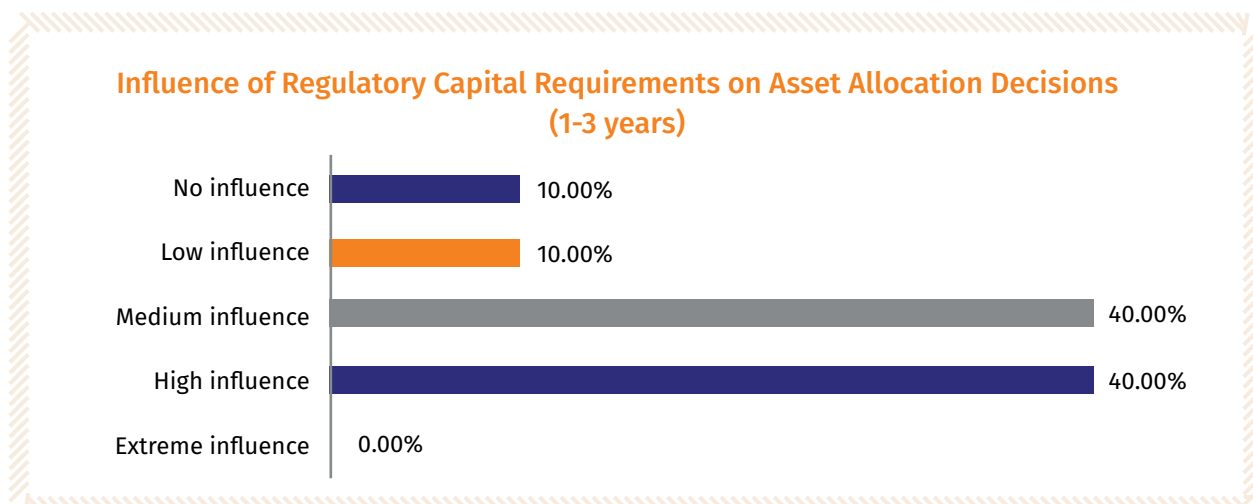 Influence of Regulatory Capital Requirements on Asset Allocation Decisions
(1-3 years)
No influence 10.00%
Low influence 10.00%
Medium influence 40.00%
High influence 40.00%
Extreme influence 0.00%